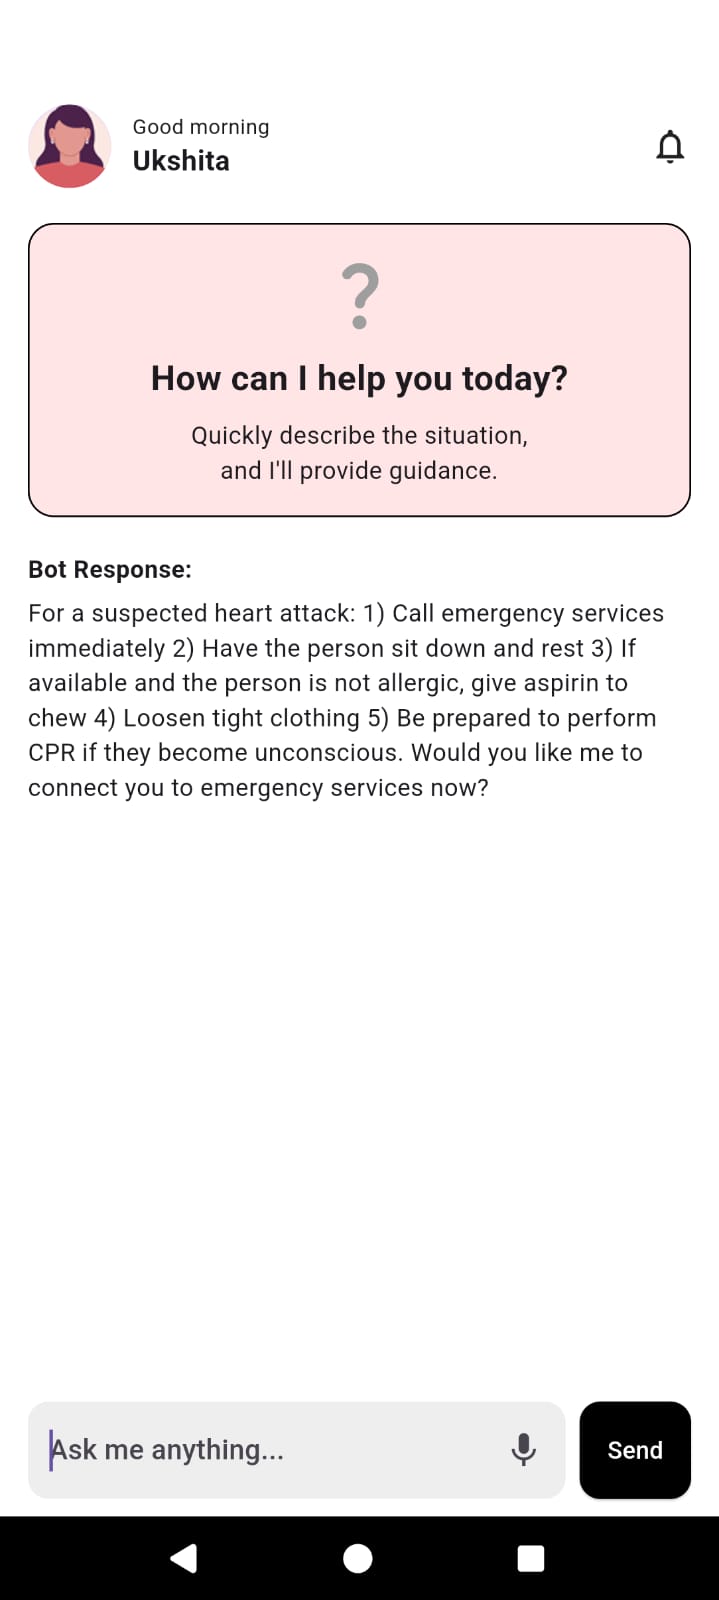 Good morning
Ukshita
?
How can I help you today?
Quickly describe the situation,
and I'll provide guidance.
Bot Response:
For a suspected heart attack: 1) Call emergency services
immediately 2) Have the person sit down and rest 3) If
available and the person is not allergic, give aspirin to
chew 4) Loosen tight clothing 5) Be prepared to perform
CPR if they become unconscious. Would you like me to
connect you to emergency services now?
Ask me anything...
Send